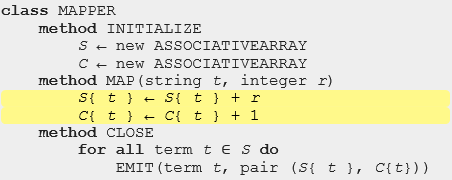 class MAPPER
method INITIALIZE
S ← new ASSOCIATIVEARRAY
C ← new ASSOCIATIVEARRAY
method MAP(string t, integer r)
S{ t } ← S{ t } + r
C{ t } ← C{ t } + 1
method CLOSE
for all term t ∈ S do
EMIT(term t, pair (S{ t }, C{t}))